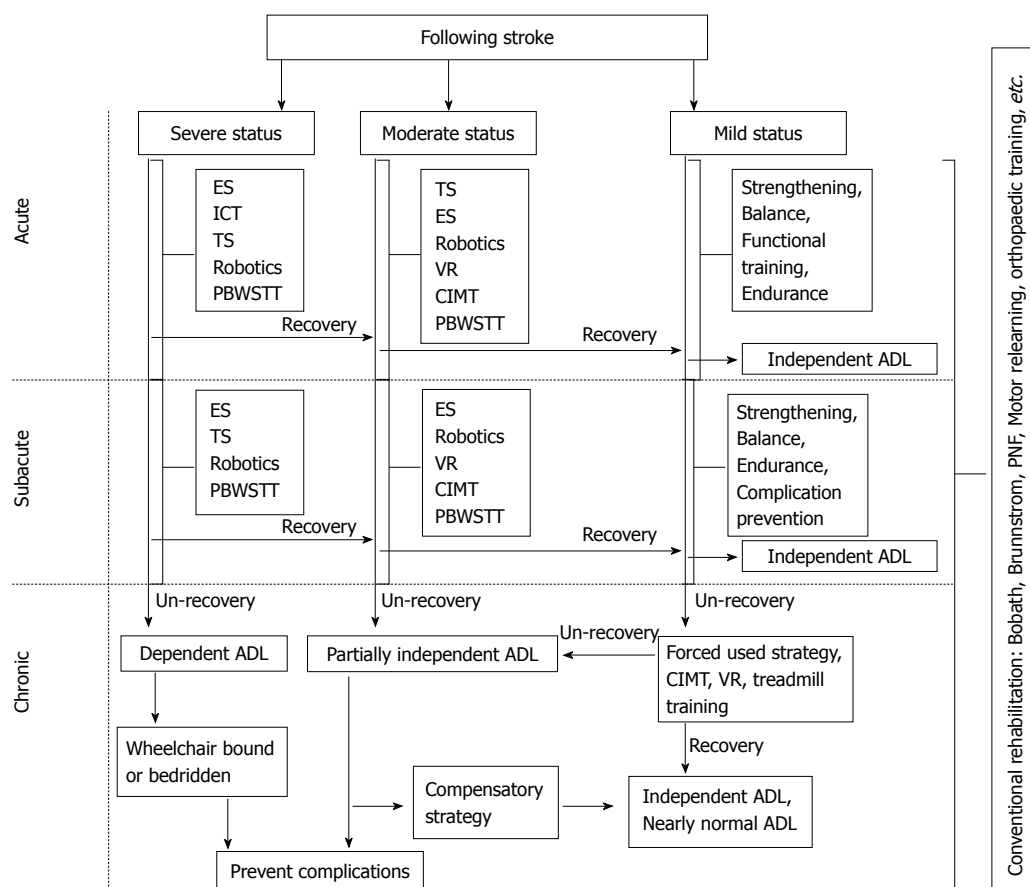 Following stroke
Severe status
Moderate status
Mild status
Acute
ES
ICT
TS
Robotics
PBWSTT
TS
ES
Robotics
VR
CIMT
PBWSTT
Strengthening,
Balance,
Functional
training,
Endurance
Recovery
Recovery
Independent ADL
Subacute
ES
TS
Robotics
PBWSTT
ES
Robotics
VR
CIMT
PBWSTT
Strengthening,
Balance,
Endurance,
Complication
prevention
Recovery
Recovery
Independent ADL
Chronic
Un-recovery
Un-recovery
Un-recovery
Dependent ADL
Partially independent ADL
Un-recovery
Forced used strategy,
CIMT, VR, treadmill
training
Wheelchair bound
or bedridden
Recovery
Compensatory
strategy
Independent ADL,
Nearly normal ADL
Prevent complications
Conventional rehabilitation: Bobath, Brunnstrom, PNF, Motor relearning, orthopaedic training, etc.